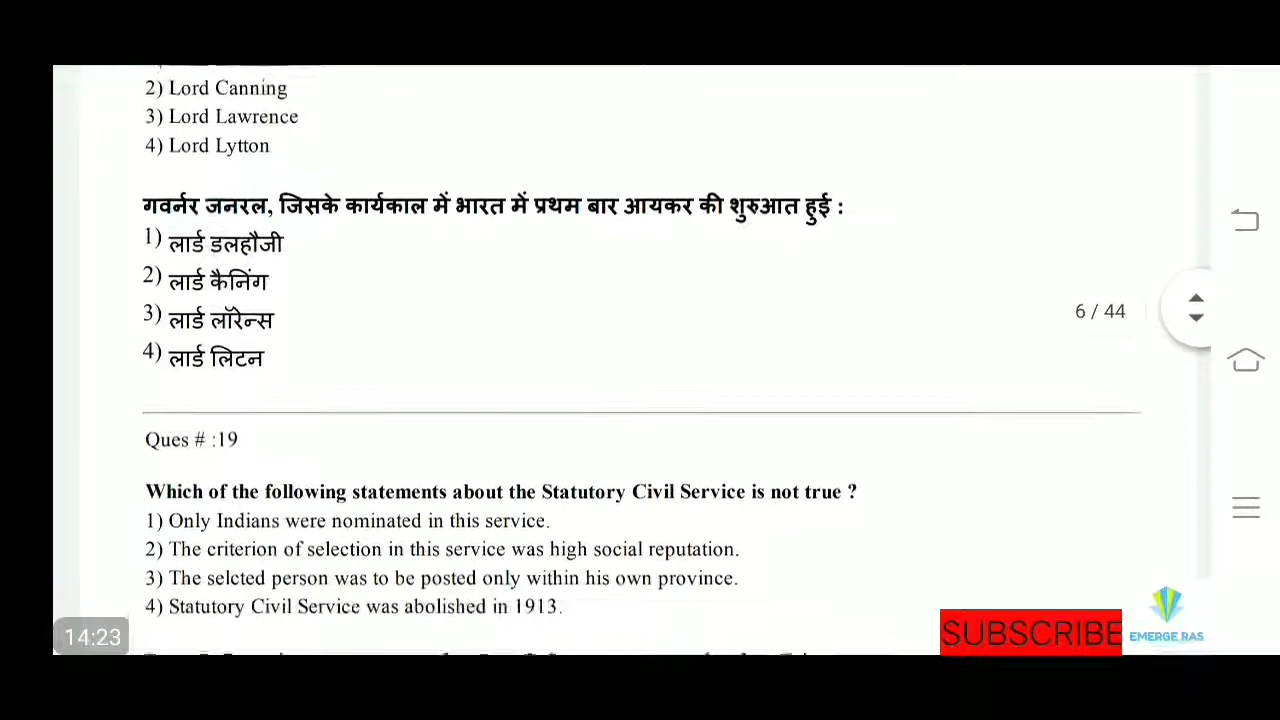 2) Lord Canning
3) Lord Lawrence
4) Lord Lytton
गवर्नर जनरल, जिसके कार्यकाल में भारत में प्रथम बार आयकर की शुरुआत हुई :
1) लार्ड डलहौजी
2) लार्ड कैनिंग
3) लार्ड लॉरेन्स
4) लार्ड लिटन
6 / 44
Ques # :19
Which of the following statements about the Statutory Civil Service is not true ?
1) Only Indians were nominated in this service.
2) The criterion of selection in this service was high social reputation.
3) The selcted person was to be posted only within his own province.
4) Statutory Civil Service was abolished in 1913.
14:23
SUBSCRIBE
EMERGE RAS